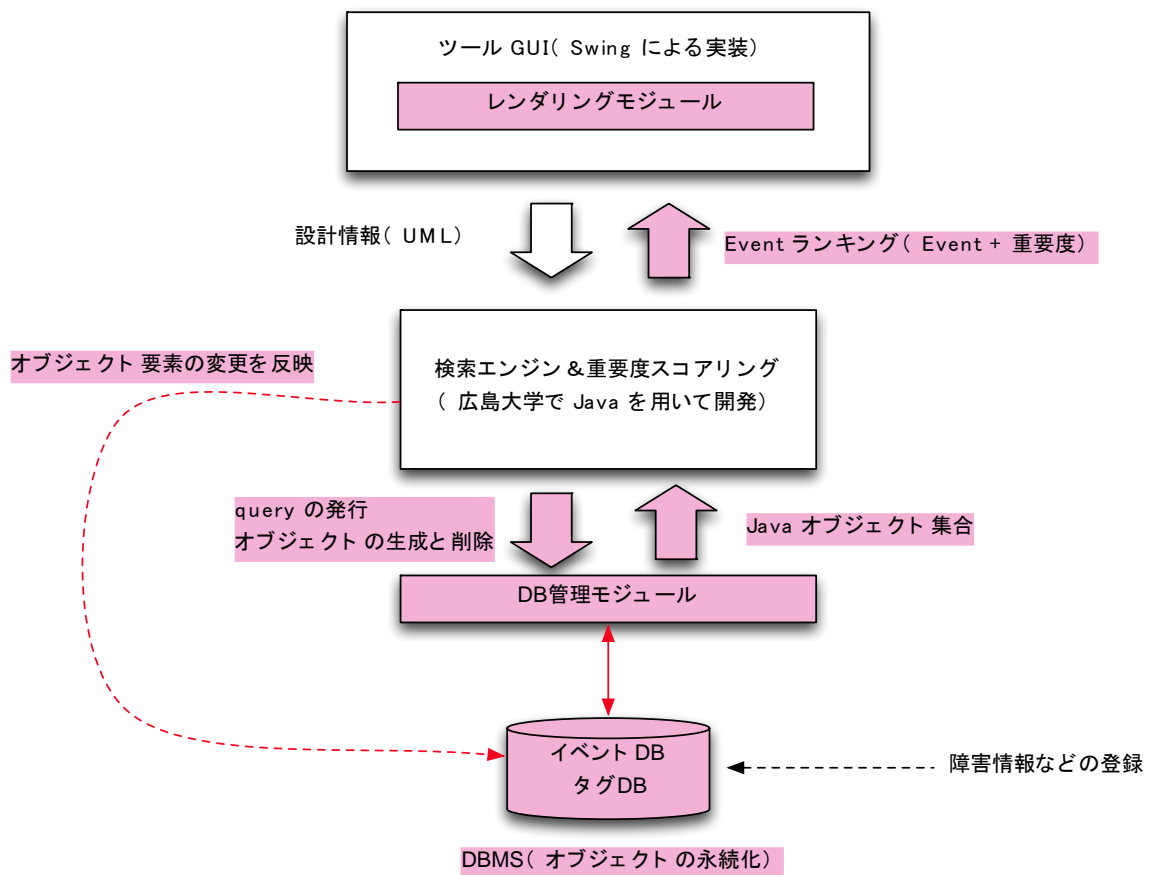 ツール GUI( Swing による実装)
レンダリングモジュール
設計情報( UML)
Event ランキング( Event + 重要度)
オブジェクト 要素の変更を反映
検索エンジン &重要度スコアリング
( 広島大学で Java を用いて開発)
query の発行
オブジェクト の生成と削除
Java オブジェクト 集合
DB管理モジュール
イベント DB
タグDB
障害情報などの登録
DBMS( オブジェクト の永続化)